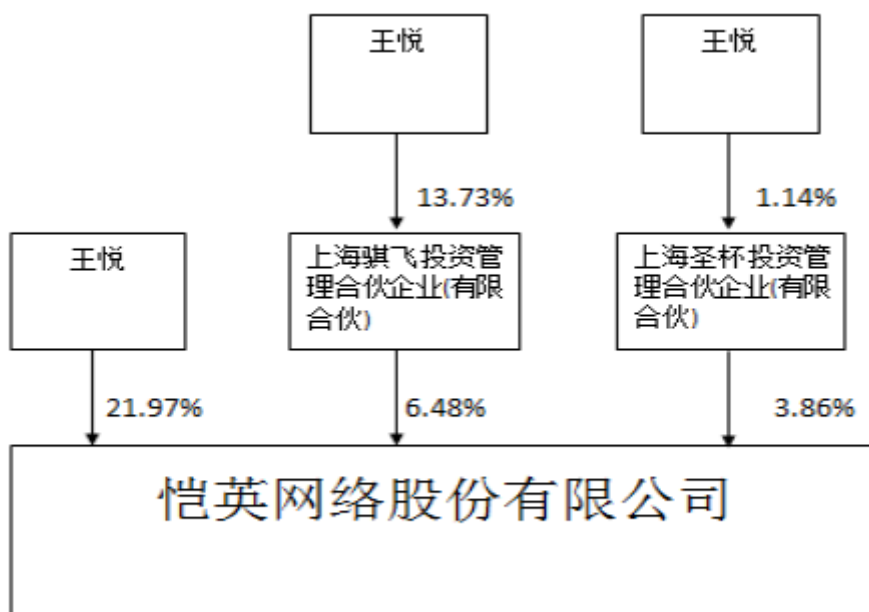 王悦
王悦
13.73%
1.14%
王悦
上海骐飞投资管
理合伙企业(有限
合伙)
上海圣杯投资管
理合伙企业(有限
合伙)
21.97%
6.48%
3.86%
恺英网络股份有限公司